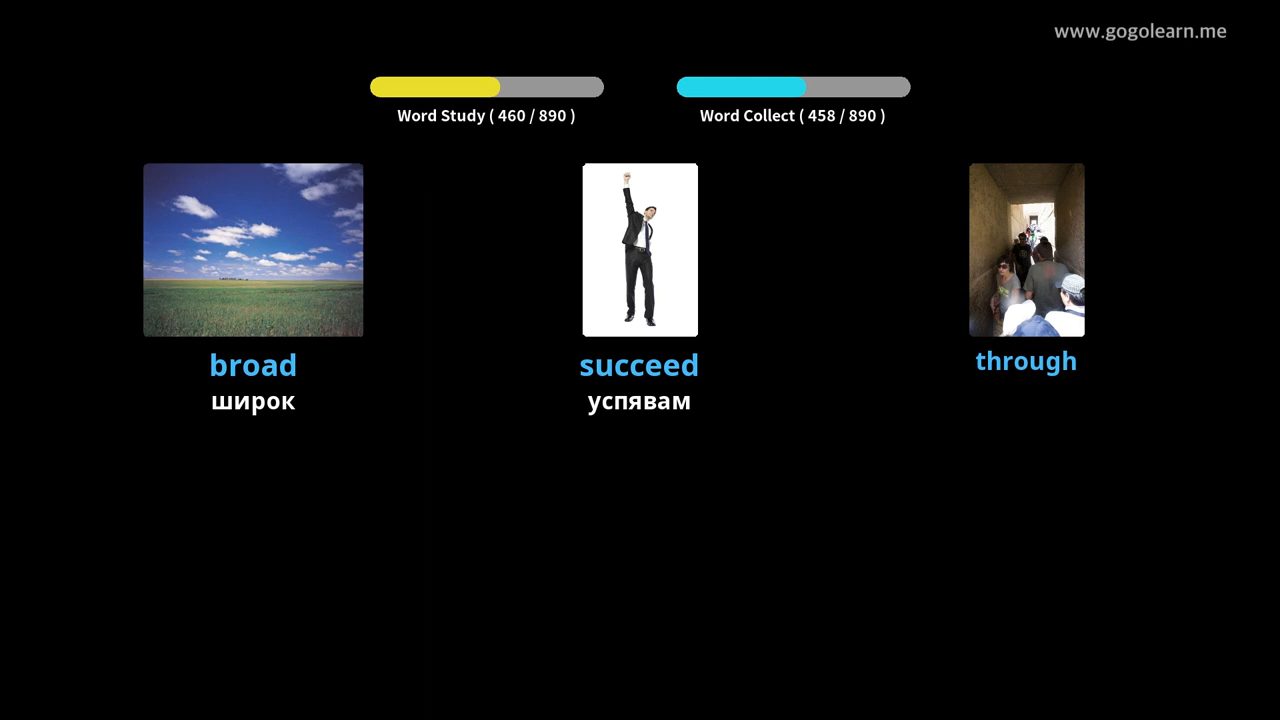 www.gogolearn.me
Word Study ( 460 / 890 )
Word Collect ( 458 / 890 )
broad
широк
succeed
успявам
through